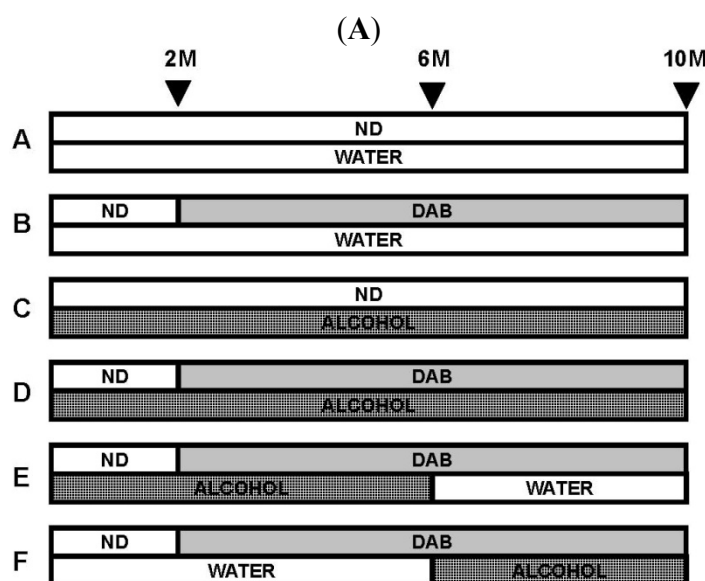 (A)
2M 6M 10M
A
ND
WATER
B
ND DAB
WATER
C
ND
ALCOHOL
D
ND DAB
ALCOHOL
E
ND DAB
ALCOHOL WATER
F
ND DAB
WATER ALCOHOL